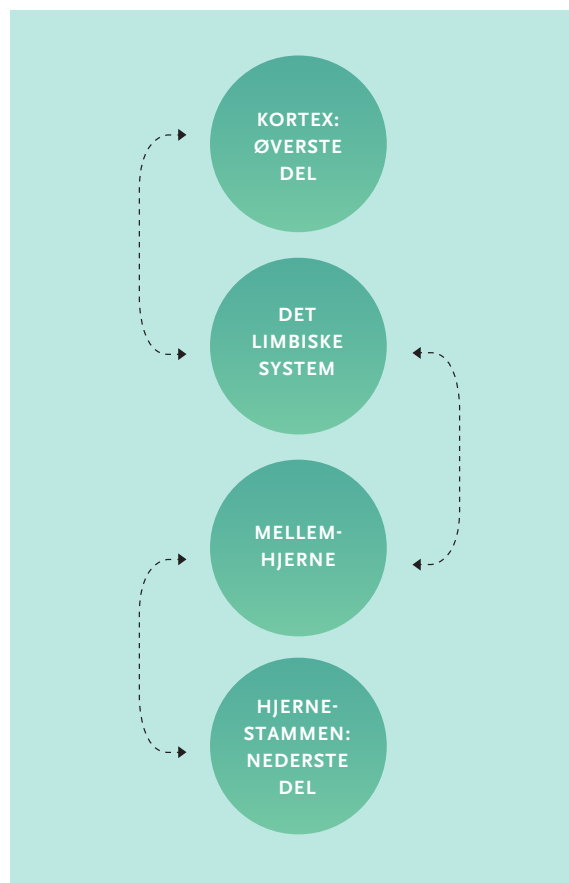 KORTEX:
ØVERSTE
DEL
DET
LIMBISKE
SYSTEM
MELLEM-
HJERNE
HJERNE-
STAMMEN:
NEDERSTE
DEL